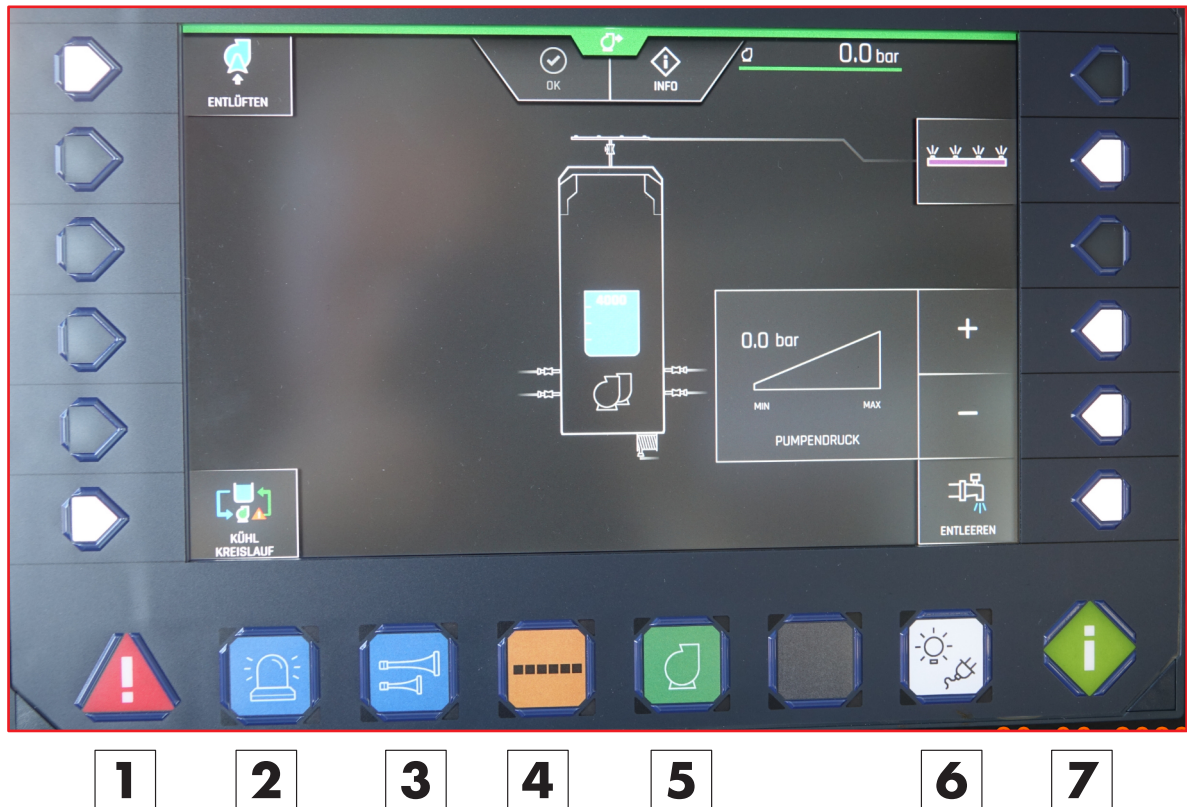 ENTLÜFTEN
OK
INFO
0.0 bar
4000
0.0 bar
+
MIN
MAX
−
PUMPENDRUCK
KÜHL
KREISLAUF
ENTLEEREN
!
i
1
2
3
4
5
6
7